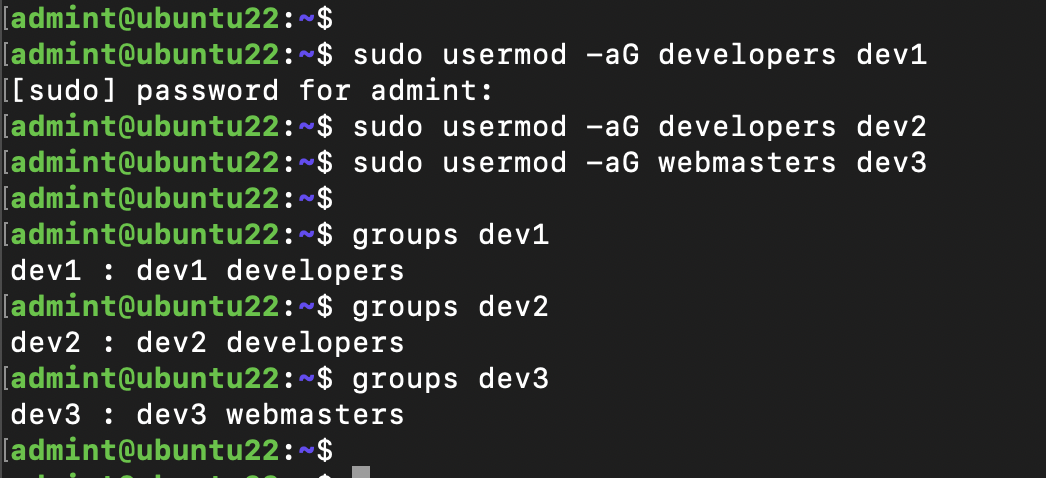 [admint@ubuntu22:~$
[admint@ubuntu22:~$ sudo usermod -aG developers dev1
[[sudo] password for admint:
[admint@ubuntu22:~$ sudo usermod -aG developers dev2
[admint@ubuntu22:~$ sudo usermod -aG webmasters dev3
[admint@ubuntu22:~$
[admint@ubuntu22:~$ groups dev1
dev1 : dev1 developers
[admint@ubuntu22:~$ groups dev2
dev2 : dev2 developers
[admint@ubuntu22:~$ groups dev3
dev3 : dev3 webmasters
[admint@ubuntu22:~$
admint@ubuntu22:~$